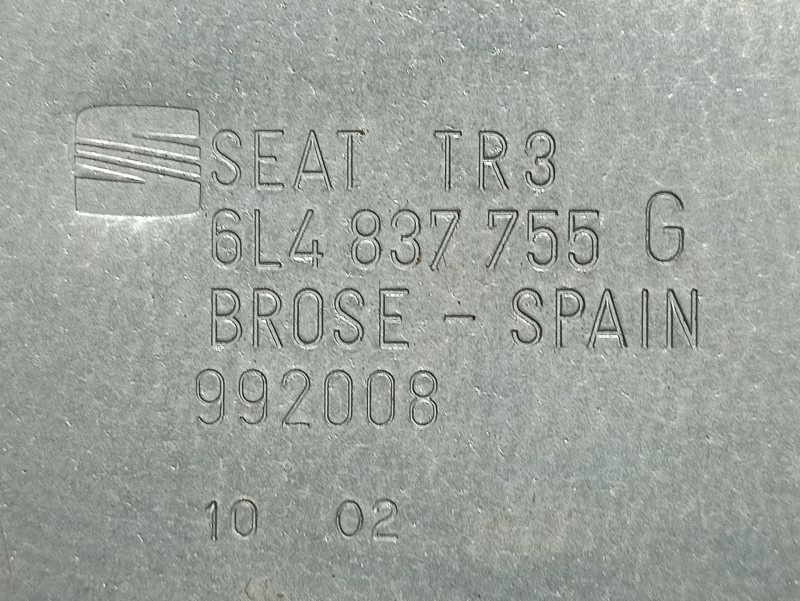 SEAT TR3
6L4 837 755 G
BROSE - SPAIN
992008
10 02